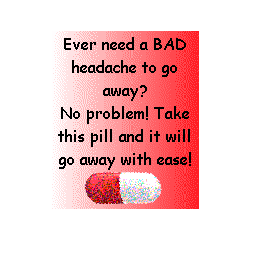 Ever need a BAD
headache to go
away?
No problem! Take
this pill and it will
go away with ease!